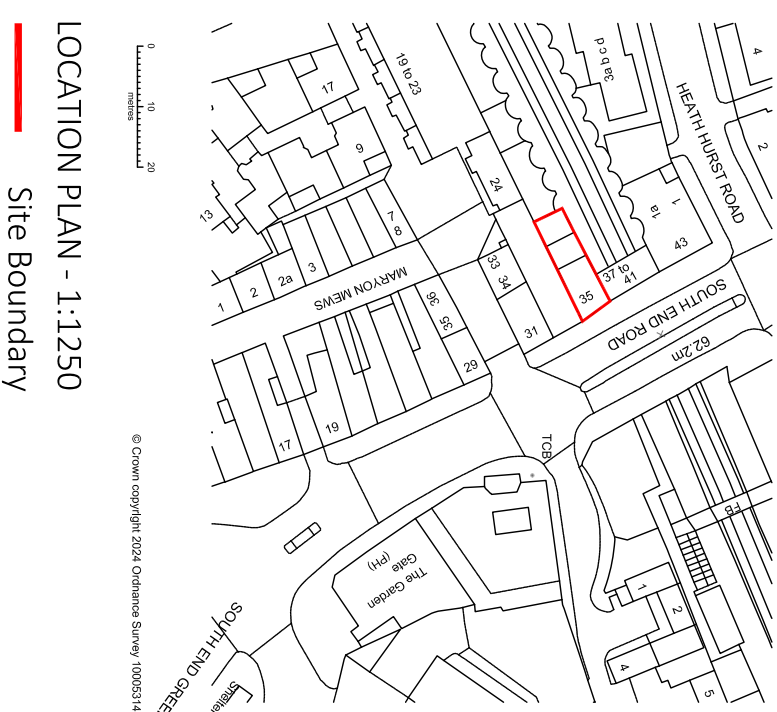 LOCATION PLAN - 1:1250
Site Boundary
0
10
20
metres
© Crown copyright 2024 Ordnance Survey 10005314
19 to 23
17
9
13
7
8
3
2a
2
1
MARYON MEWS
24
33
34
31
36
35
29
19
17
3a b c d
HEATH HURST ROAD
4
2
1
1a
43
37 to
41
35
SOUTH END ROAD
62.2m
TCB
FB
The Garden
Gate (PH)
1
2
4
5
SOUTH END GREE
Shelter